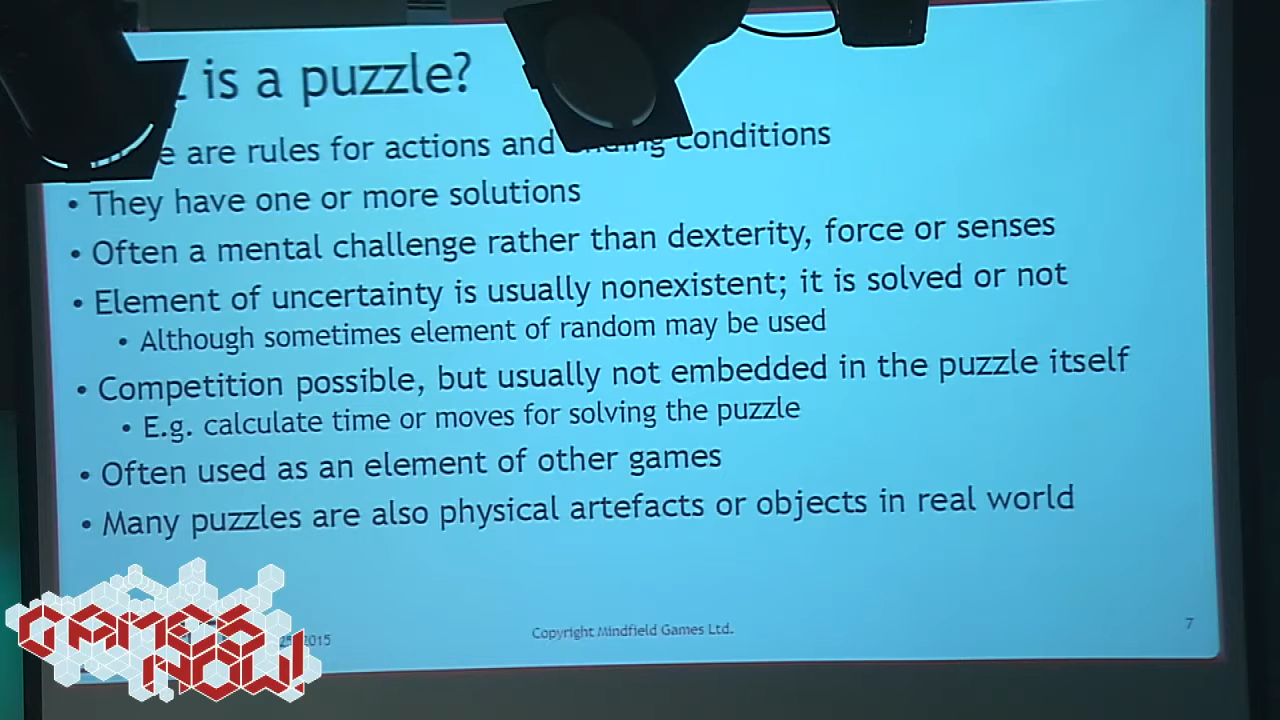 is a puzzle?
are rules for actions and conditions
• They have one or more solutions
• Often a mental challenge rather than dexterity, force or senses
• Element of uncertainty is usually nonexistent; it is solved or not
• Although sometimes element of random may be used
• Competition possible, but usually not embedded in the puzzle itself
• E.g. calculate time or moves for solving the puzzle
• Often used as an element of other games
• Many puzzles are also physical artefacts or objects in real world
2015
Copyright Mindfield Games Ltd.
7
GAMES
NOW!